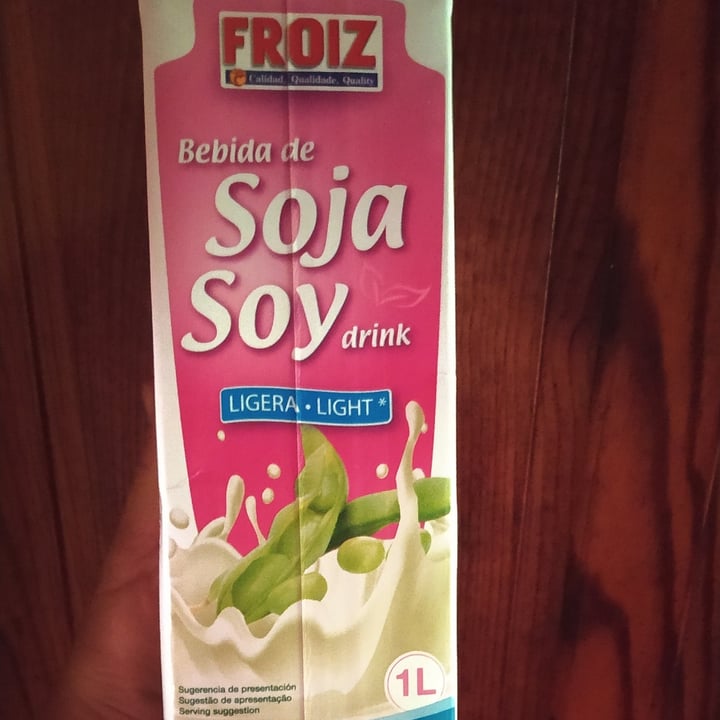 FROIZ
Calidad, Qualidade, Quality
Bebida de
Soja
Soy
drink
LIGERA • LIGHT *
1L
Sugerencia de presentación
Sugestão de apresentação
Serving suggestion